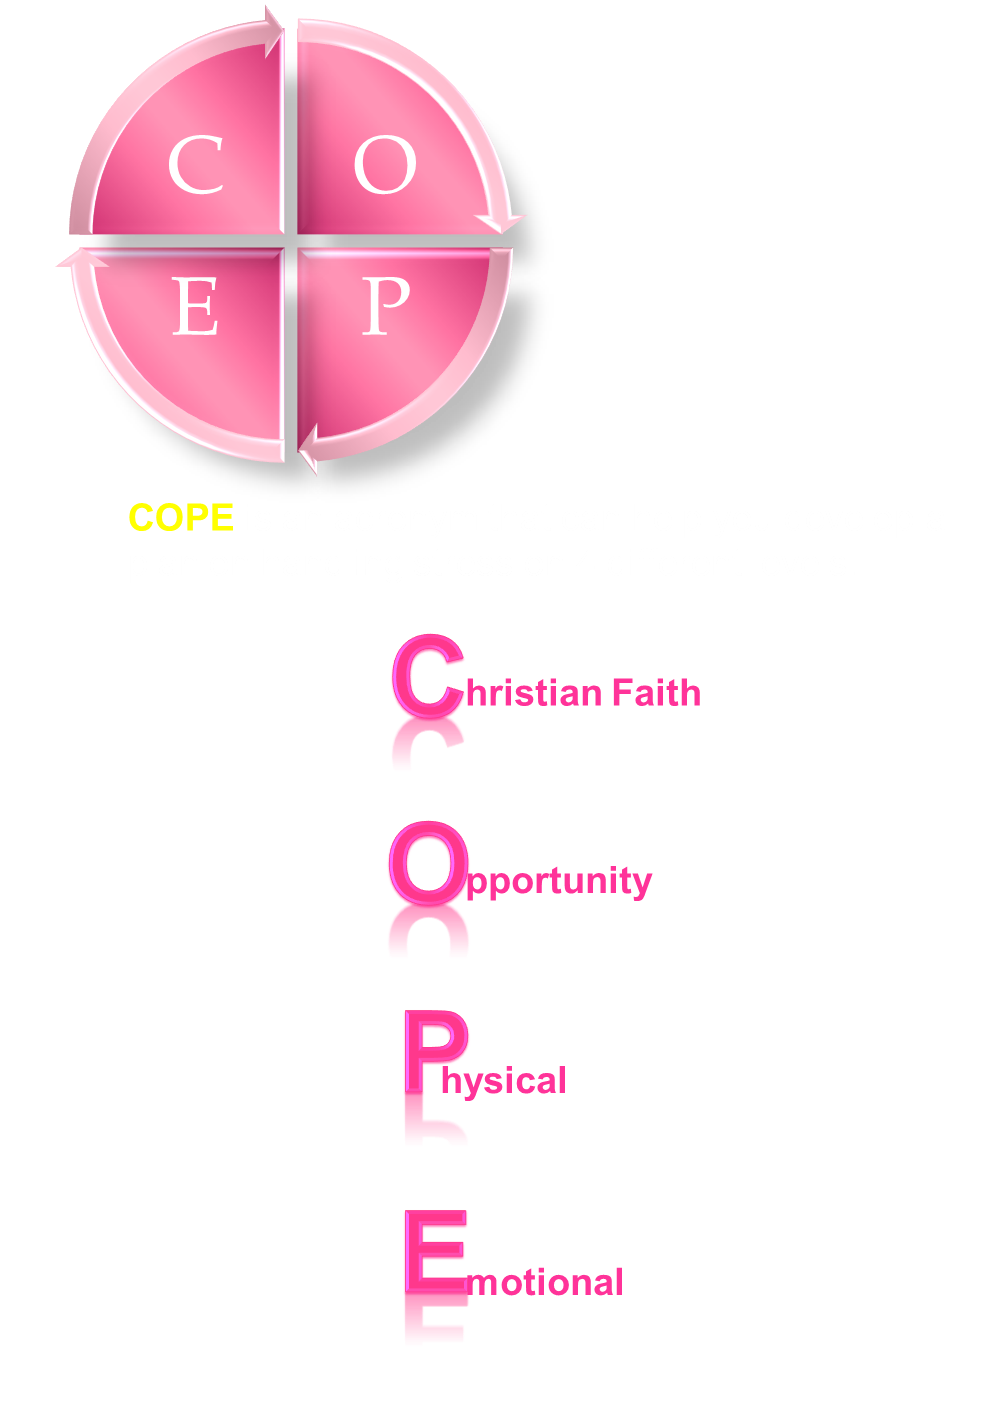 C O
E P
COPE
Christian Faith
Opportunity
Physical
Emotional